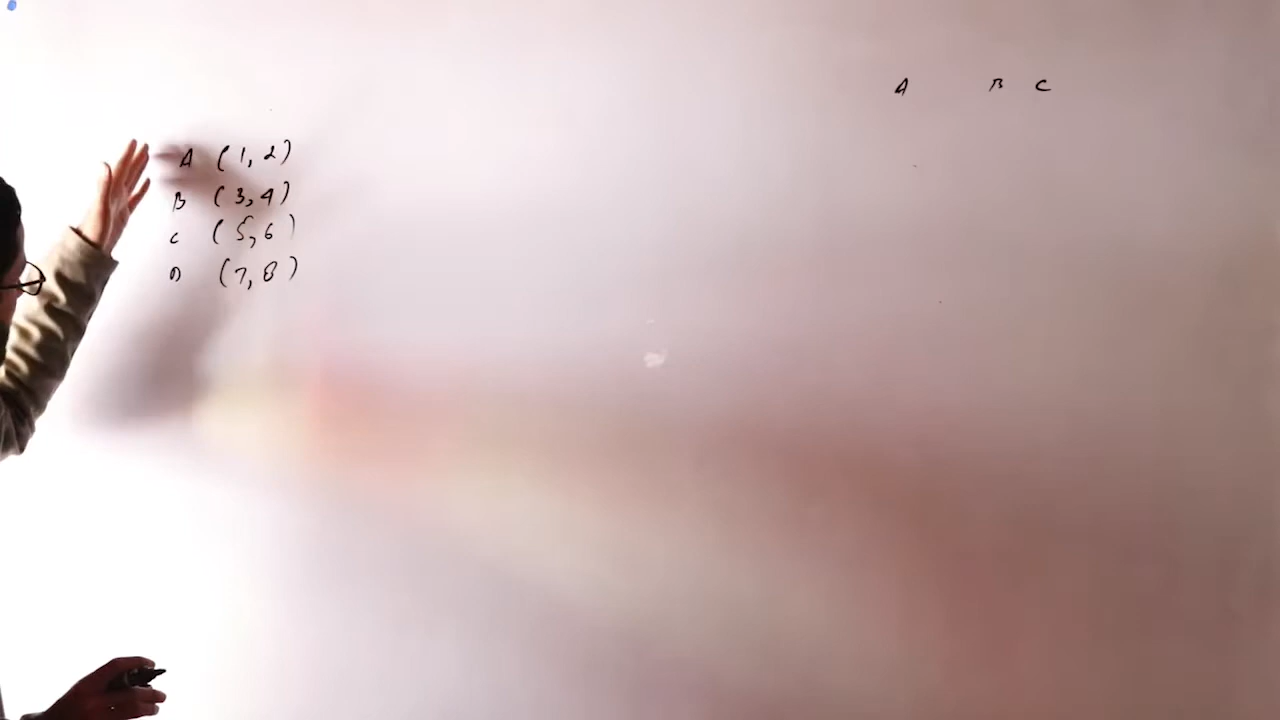 A B C
A (1, 2)
B (3, 4)
C (5, 6)
D (7, 8)